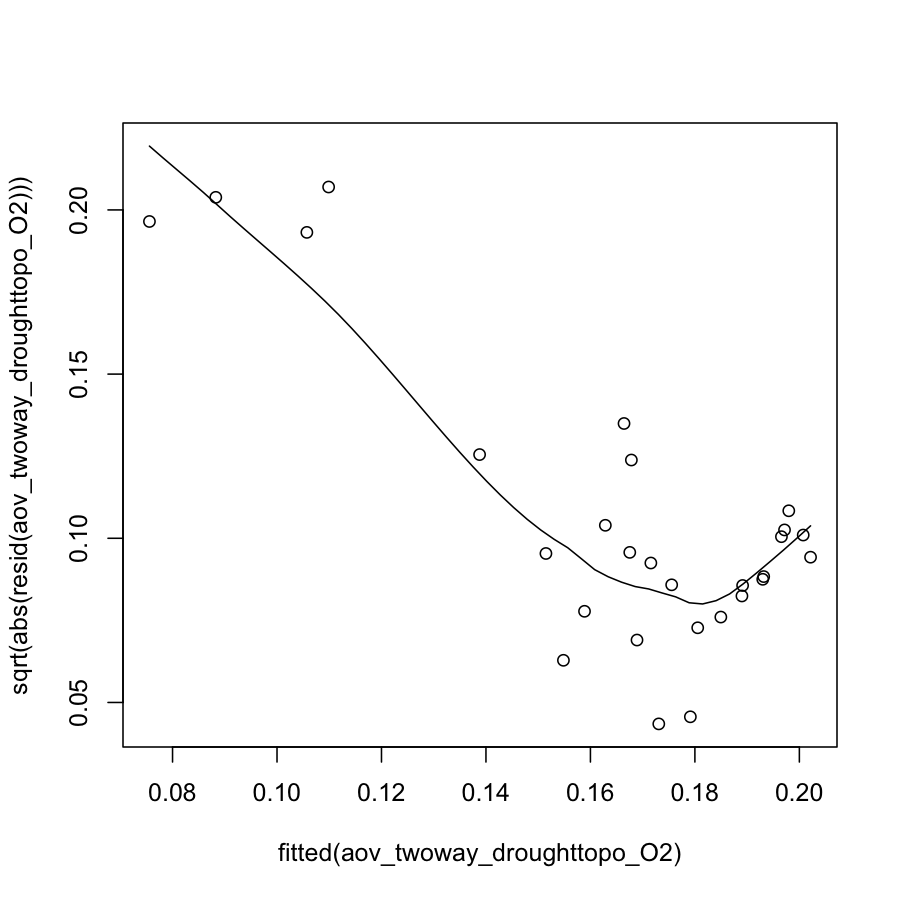 sqrt(abs(resid(aov_twoway_droughttopo_O2)))
0.20
0.15
0.10
0.05
0.08 0.10 0.12 0.14 0.16 0.18 0.20
fitted(aov_twoway_droughttopo_O2)